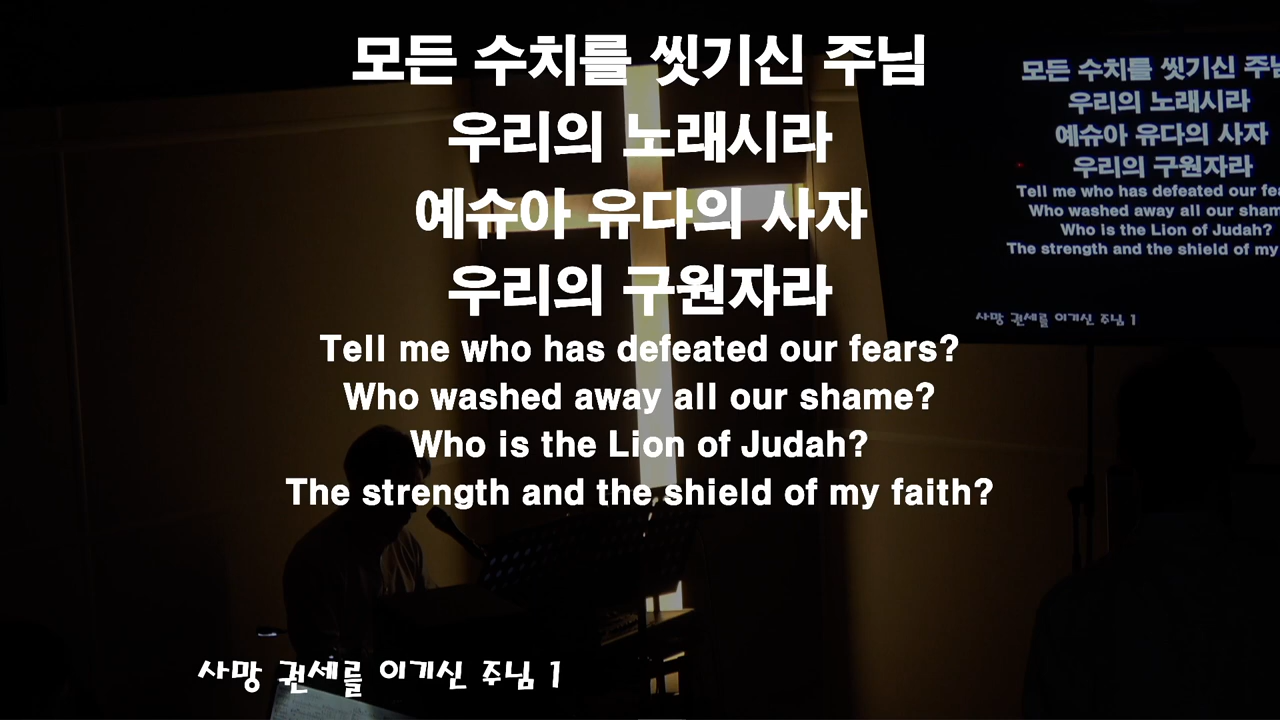 모든 수치를 씻기신 주님
우리의 노래시라
예슈아 유다의 사자
우리의 구원자라
Tell me who has defeated our fears?
Who washed away all our shame?
Who is the Lion of Judah?
The strength and the shield of my faith?
사망 권세를 이기신 주님 1
모든 수치를 씻기신
우리의 노래시라
예슈아 유다의 사자
우리의 구원자라
Tell me who has defeated our
Who washed away all our
Who is the Lion of Judah?
The strength and the shield of my
사망 권세를 이기신 주님 1